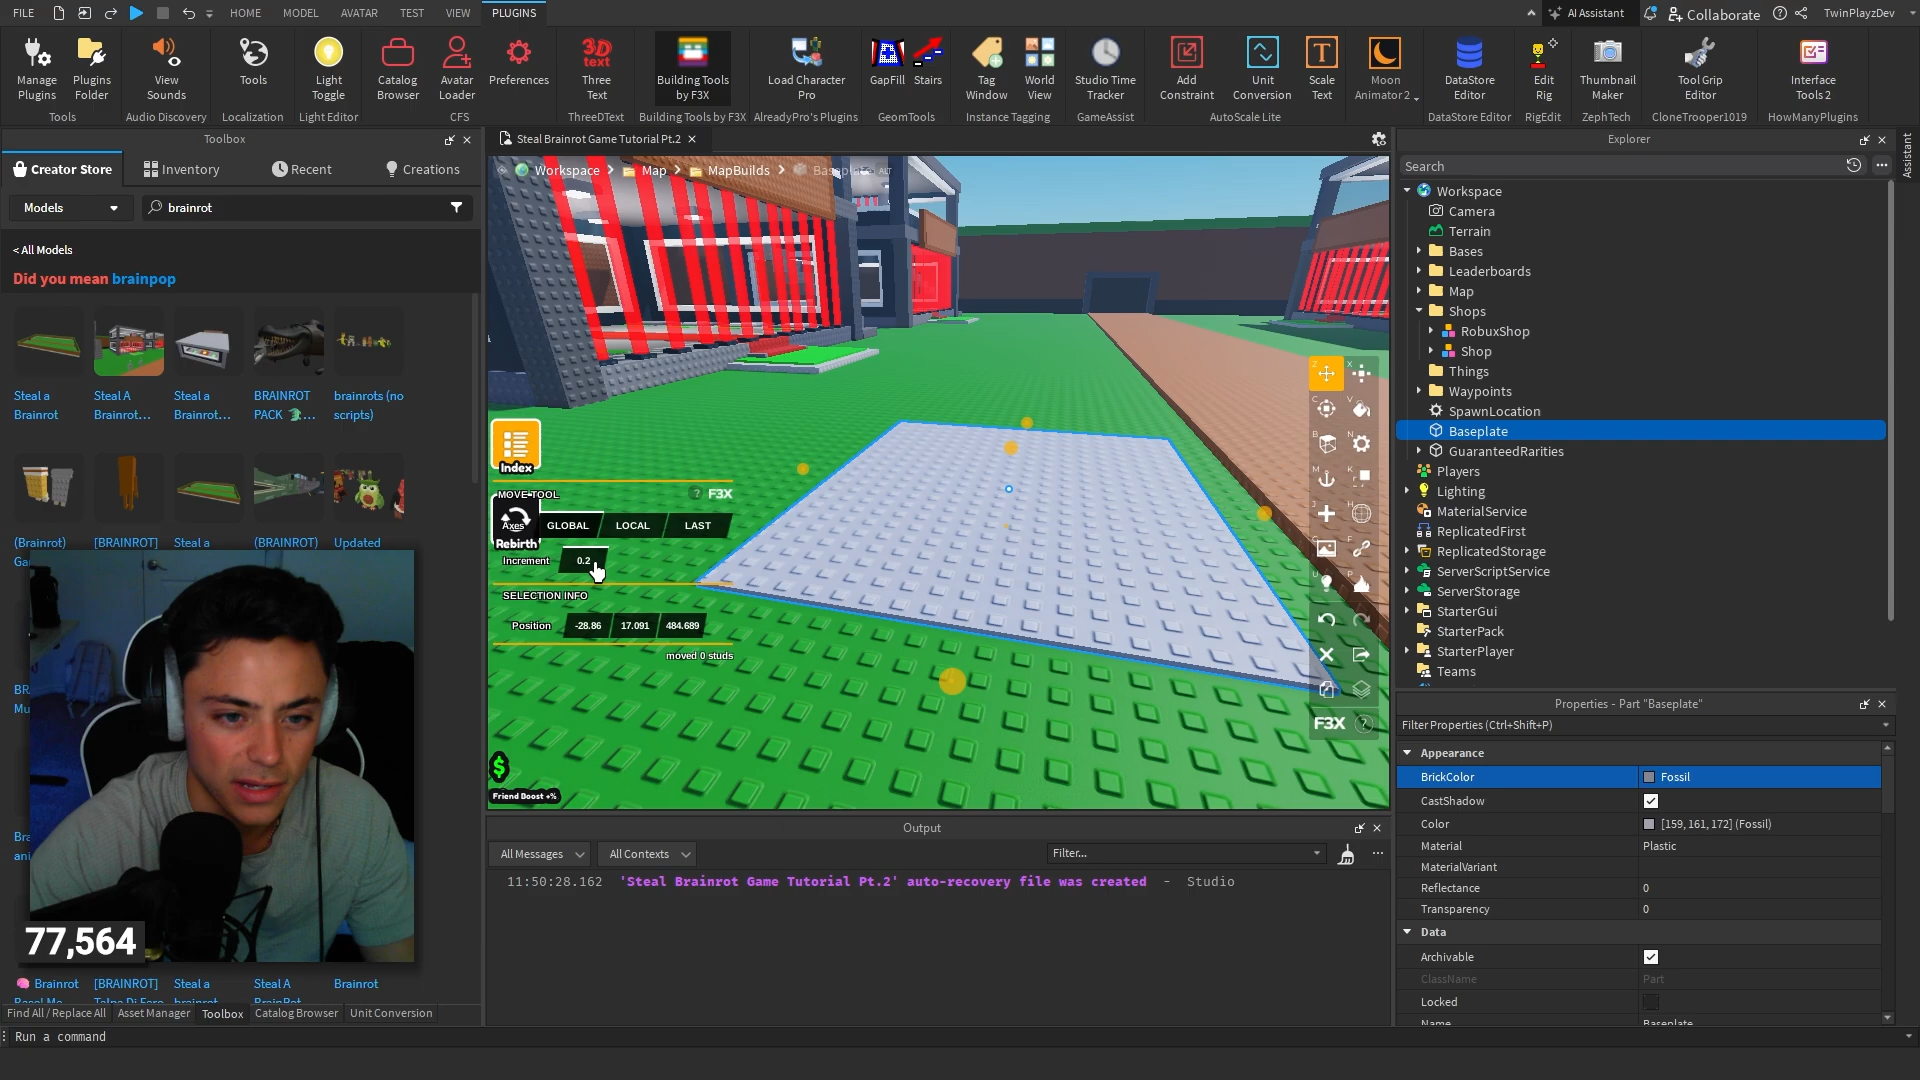 FILE HOME MODEL AVATAR TEST VIEW PLUGINS AI Assistant Collaborate TwinPlayzDev
Manage Plugins
Plugins Folder
View Sounds
Tools
Light Toggle
Catalog Browser
Avatar Loader
Preferences
3D text
Three Text
Building Tools by F3X
Load Character Pro
GapFill
Stairs
Tag Window
World View
Studio Time Tracker
Add Constraint
Unit Conversion
Scale Text
Moon Animator 2
DataStore Editor
Edit Rig
Thumbnail Maker
Tool Grip Editor
Interface Tools 2
Tools Audio Discovery Localization Light Editor CFS ThreeDText Building Tools by F3X AlreadyPro's Plugins GeomTools Instance Tagging GameAssist AutoScale Lite DataStore Editor RigEdit ZephTech CloneTrooper1019 HowManyPlugins
Toolbox
Creator Store Inventory Recent Creations
Models brainrot
< All Models
Did you mean brainpop
Steal a Brainrot
Steal A Brainrot...
Steal a Brainrot...
BRAINROT PACK ...
brainrots (no scripts)
(Brainrot)
[BRAINROT]
Steal a
(BRAINROT)
Updated
77,564
Brainrot
[BRAINROT]
Steal a
Steal A
Brainrot
Find All / Replace All Asset Manager Toolbox Catalog Browser Unit Conversion
Run a command
Steal Brainrot Game Tutorial Pt.2
Workspace > Map > MapBuilds > Baseplate ALT
Index
MOVE TOOL ? F3X
Axes GLOBAL LOCAL LAST
Rebirth
Increment 0.2
SELECTION INFO
Position -28.86 17.091 484.689
moved 0 studs
$
Friend Boost +%
Z X
C V
B N
M K
J H
G F
U P
F3X ?
Output
All Messages All Contexts Filter...
11:50:28.162 'Steal Brainrot Game Tutorial Pt.2' auto-recovery file was created - Studio
Explorer
Assistant
Search
Workspace
Camera
Terrain
Bases
Leaderboards
Map
Shops
RobuxShop
Shop
Things
Waypoints
SpawnLocation
Baseplate
GuaranteedRarities
Players
Lighting
MaterialService
ReplicatedFirst
ReplicatedStorage
ServerScriptService
ServerStorage
StarterGui
StarterPack
StarterPlayer
Teams
Properties - Part "Baseplate"
Filter Properties (Ctrl+Shift+P)
Appearance
BrickColor Fossil
CastShadow
Color [159, 161, 172] (Fossil)
Material Plastic
MaterialVariant
Reflectance 0
Transparency 0
Data
Archivable
ClassName Part
Locked
Name Baseplate